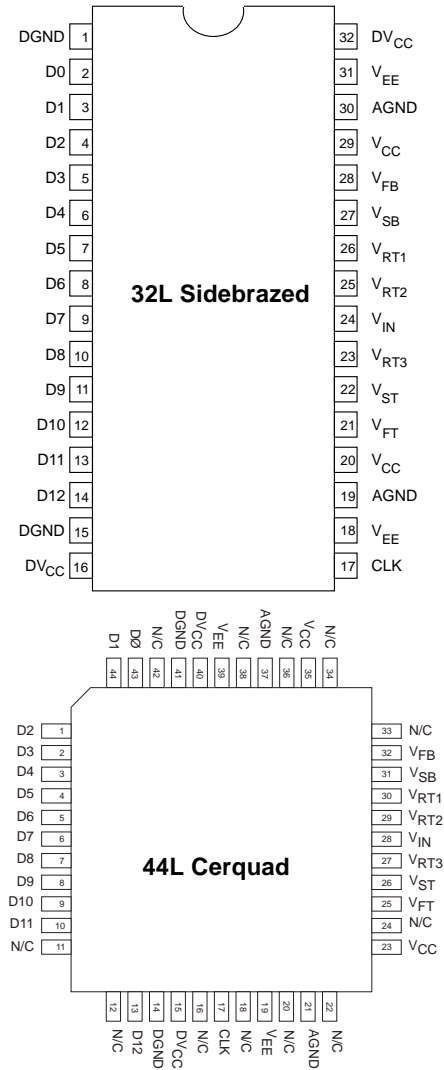 DGND 1 32 DVCC
D0 2 31 VEE
D1 3 30 AGND
D2 4 29 VCC
D3 5 28 VFB
D4 6 27 VSB
D5 7 26 VRT1
D6 8 25 VRT2
32L Sidebrazed
D7 9 24 VIN
D8 10 23 VRT3
D9 11 22 VST
D10 12 21 VFT
D11 13 20 VCC
D12 14 19 AGND
DGND 15 18 VEE
DVCC 16 17 CLK
D1 DØ N/C DGND DVCC VEE N/C AGND N/C VCC N/C
44 43 42 41 40 39 38 37 36 35 34
D2 1 33 N/C
D3 2 32 VFB
D4 3 31 VSB
D5 4 30 VRT1
D6 5 29 VRT2
D7 6 28 VIN
D8 7 27 VRT3
44L Cerquad
D9 8 26 VST
D10 9 25 VFT
D11 10 24 N/C
N/C 11 23 VCC
12 13 14 15 16 17 18 19 20 21 22
N/C D12 DGND DVCC N/C CLK N/C VEE N/C AGND N/C